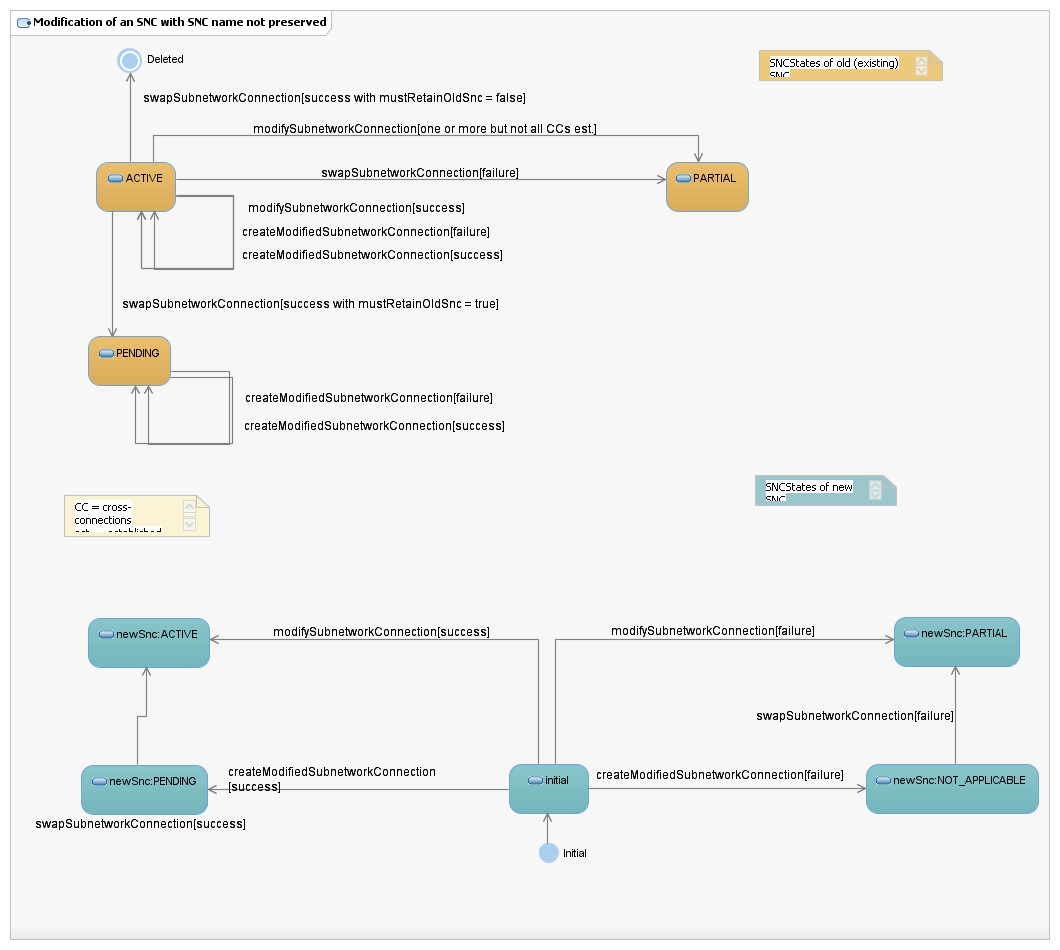 Modification of an SNC with SNC name not preserved
Deleted
SNCStates of old (existing)
SNC
swapSubnetworkConnection[success with mustRetainOldSnc = false]
modifySubnetworkConnection[one or more but not all CCs est.]
swapSubnetworkConnection[failure]
ACTIVE
PARTIAL
modifySubnetworkConnection[success]
createModifiedSubnetworkConnection[failure]
createModifiedSubnetworkConnection[success]
swapSubnetworkConnection[success with mustRetainOldSnc = true]
PENDING
createModifiedSubnetworkConnection[failure]
createModifiedSubnetworkConnection[success]
SNCStates of new
SNC
CC = cross-
connections
est. = established
newSnc:ACTIVE
modifySubnetworkConnection[success]
modifySubnetworkConnection[failure]
newSnc:PARTIAL
swapSubnetworkConnection[failure]
newSnc:PENDING
createModifiedSubnetworkConnection
[success]
initial
createModifiedSubnetworkConnection[failure]
newSnc:NOT_APPLICABLE
swapSubnetworkConnection[success]
Initial